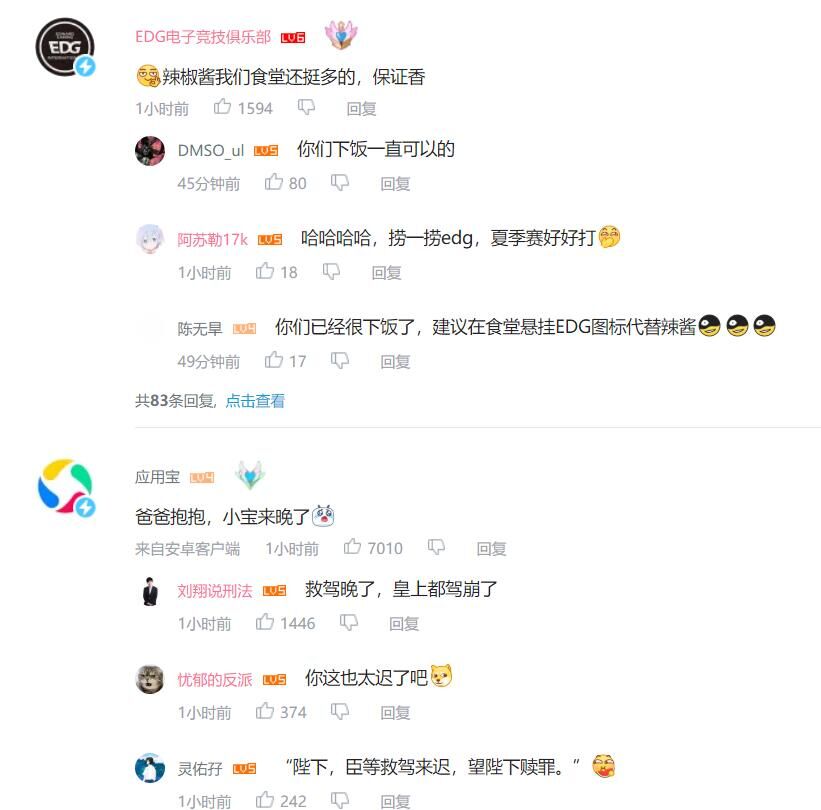 EDG电子竞技俱乐部 LV6
EDG
辣椒酱我们食堂还挺多的，保证香
1小时前 1594 回复
DMSO_ul LV5 你们下饭一直可以的
45分钟前 80 回复
阿苏勒17k LV5 哈哈哈哈，捞一捞edg，夏季赛好好打
1小时前 18 回复
陈无旱 LV4 你们已经很下饭了，建议在食堂悬挂EDG图标代替辣酱
49分钟前 17 回复
共83条回复, 点击查看
应用宝 LV4
爸爸抱抱，小宝来晚了
来自安卓客户端 1小时前 7010 回复
刘翔说刑法 LV5 救驾晚了，皇上都驾崩了
1小时前 1446 回复
忧郁的反派 LV5 你这也太迟了吧
1小时前 374 回复
灵佑孖 LV5 “陛下，臣等救驾来迟，望陛下赎罪。”
1小时前 242 回复